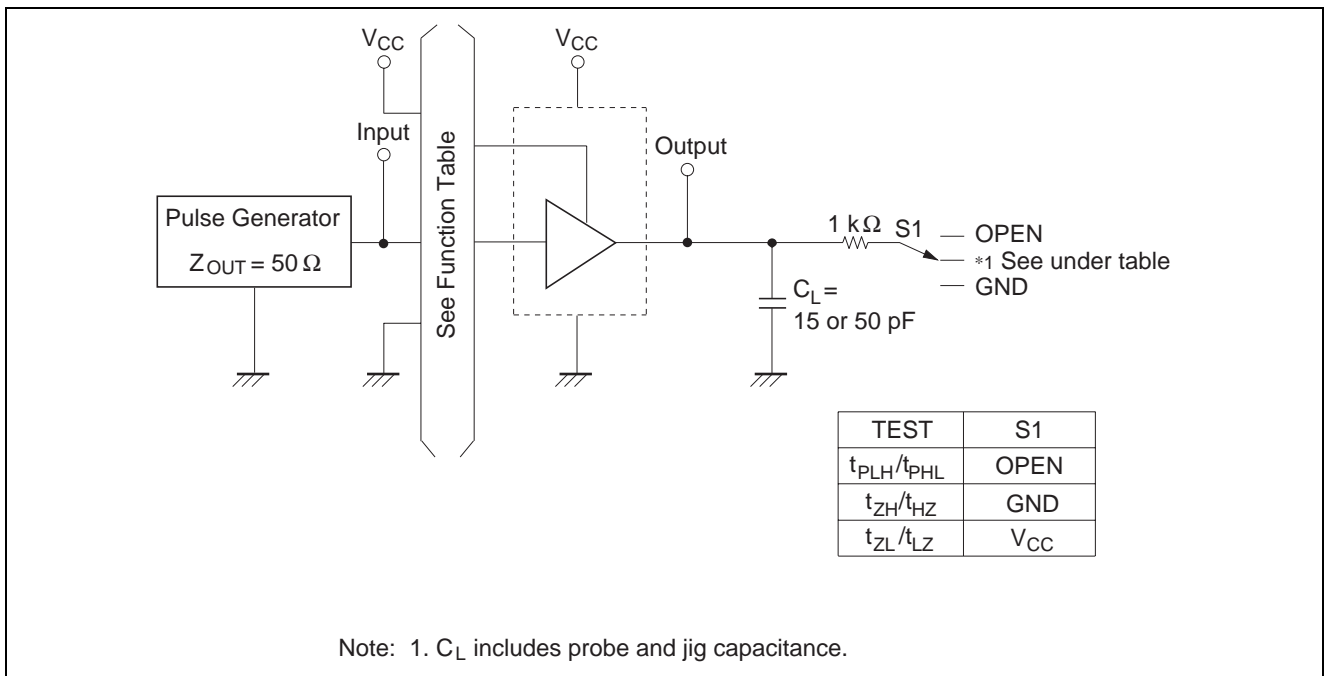 VCC
VCC
Input
Output
See Function Table
Pulse Generator
ZOUT = 50 Ω
1 kΩ
S1
OPEN
*1 See under table
GND
CL =
15 or 50 pF
TEST S1
tPLH/tPHL OPEN
tZH/tHZ GND
tZL/tLZ VCC
Note: 1. CL includes probe and jig capacitance.